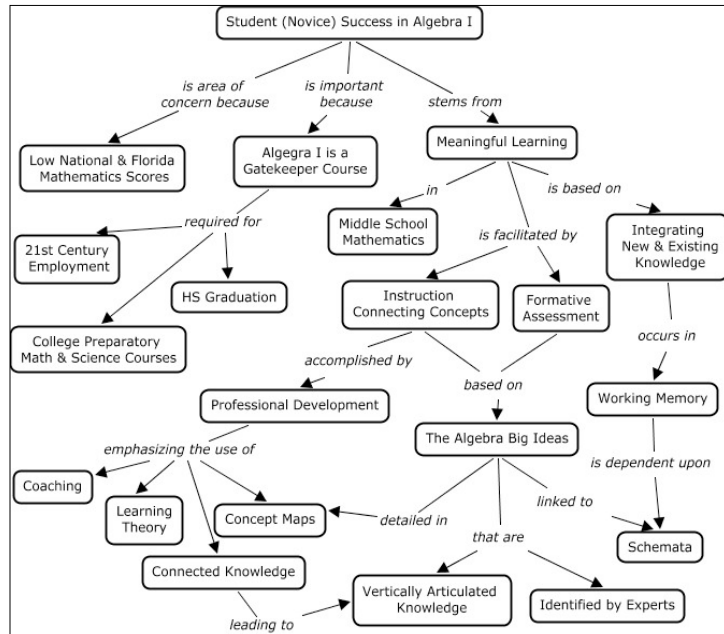 Student (Novice) Success in Algebra I
is area of
concern because
is important
because
stems from
Low National & Florida
Mathematics Scores
Algegra I is a
Gatekeeper Course
Meaningful Learning
in
is based on
required for
Middle School
Mathematics
is facilitated by
Integrating
New & Existing
Knowledge
21st Century
Employment
HS Graduation
Instruction
Connecting Concepts
Formative
Assessment
College Preparatory
Math & Science Courses
occurs in
accomplished by
based on
Professional Development
Working Memory
emphasizing the use of
The Algebra Big Ideas
is dependent upon
Coaching
Learning
Theory
Concept Maps
detailed in
linked to
that are
Schemata
Connected Knowledge
Vertically Articulated
Knowledge
Identified by Experts
leading to